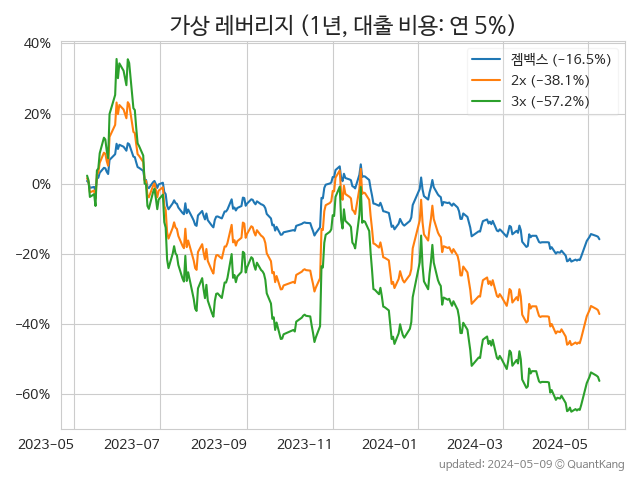 가상 레버리지 (1년, 대출 비용: 연 5%)
젬백스 (−16.5%)
2x (−38.1%)
3x (−57.2%)
40%
20%
0%
−20%
−40%
−60%
2023-05 2023-07 2023-09 2023-11 2024-01 2024-03 2024-05
updated: 2024-05-09 © QuantKang